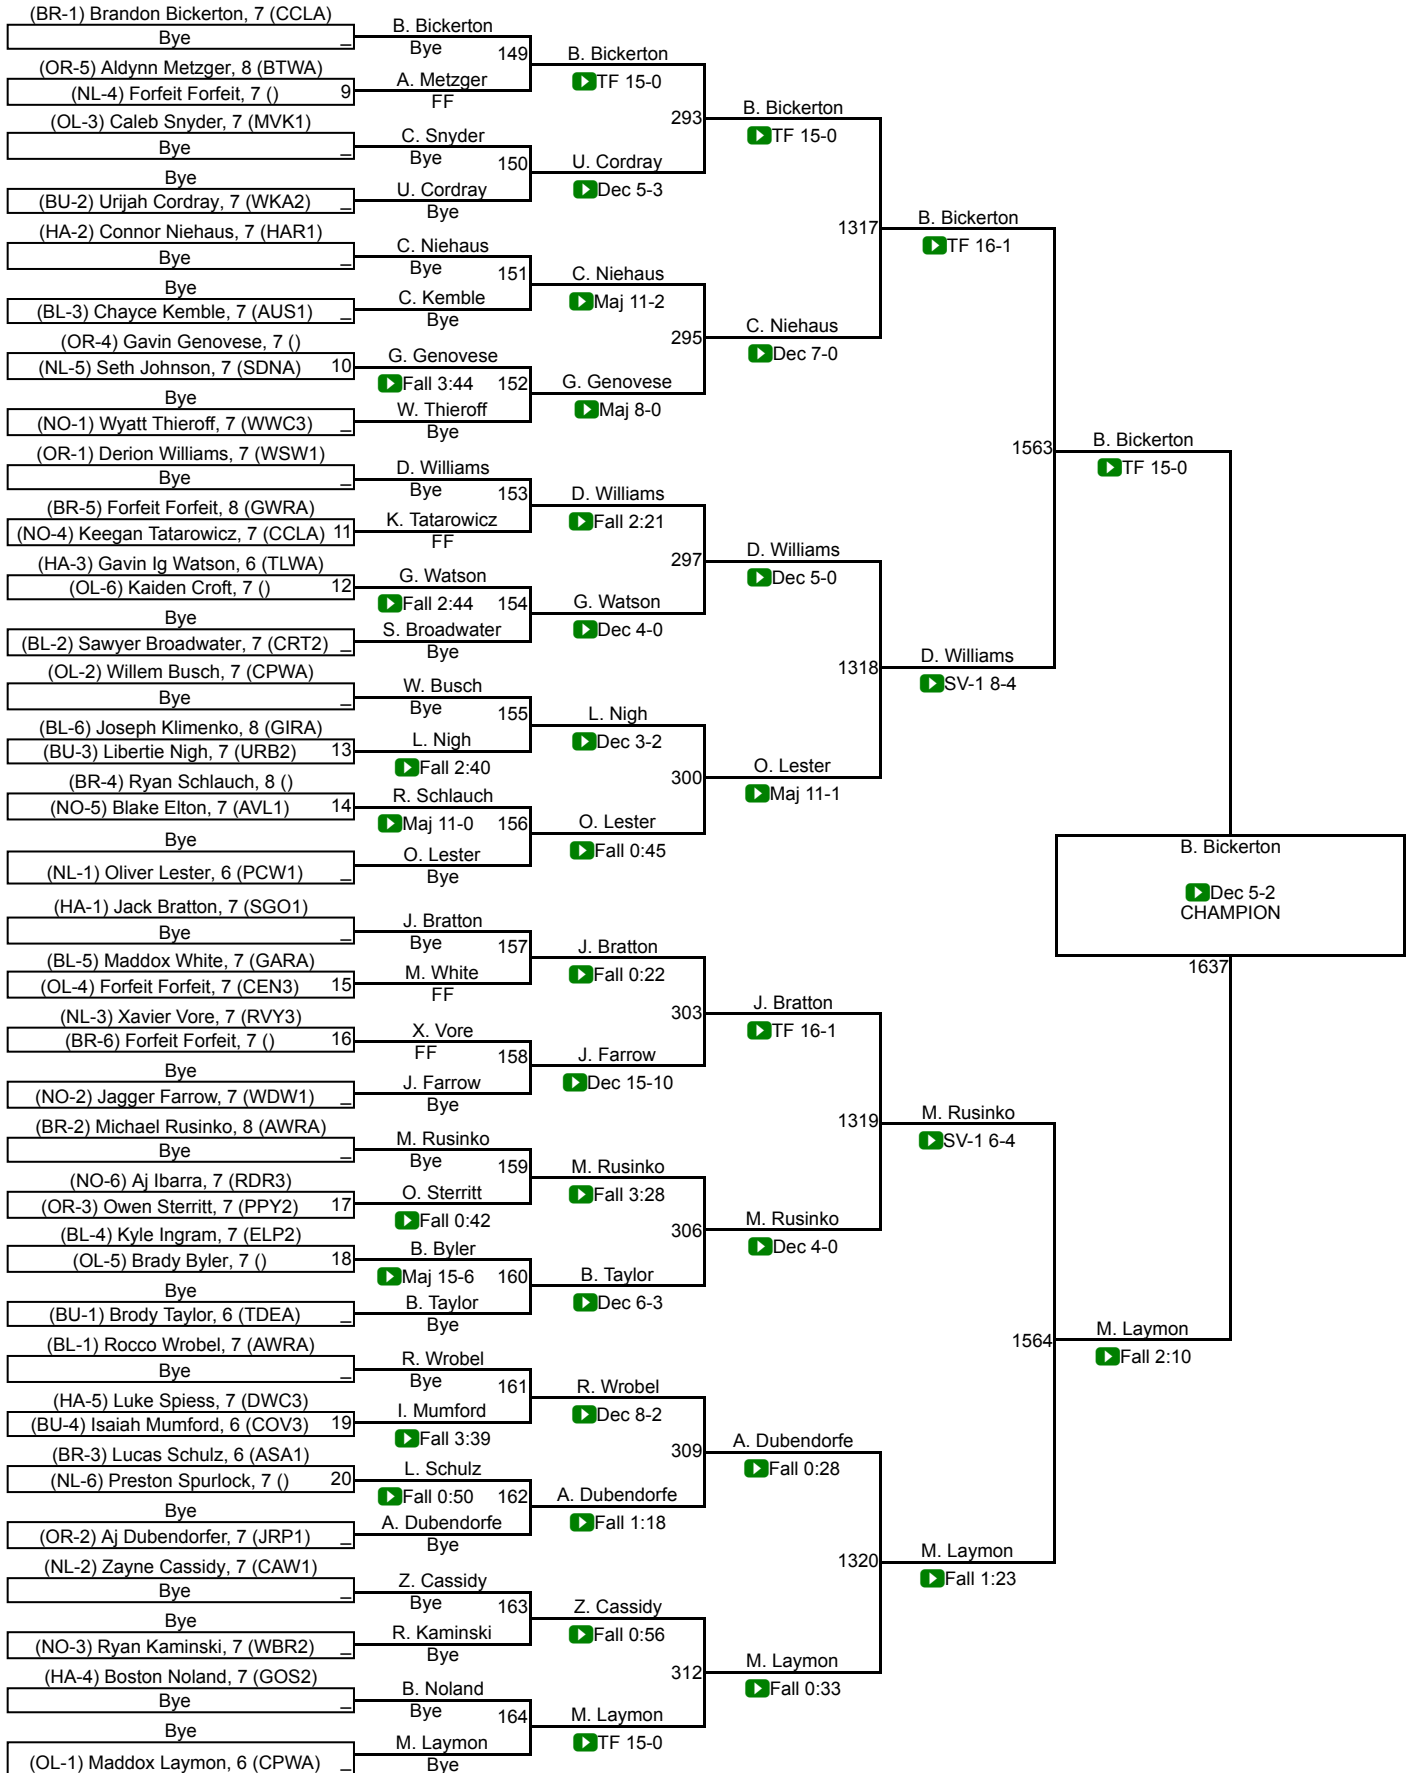 (BR-1) Brandon Bickerton, 7 (CCLA)
Bye _
(OR-5) Aldynn Metzger, 8 (BTWA)
(NL-4) Forfeit Forfeit, 7 () 9
(OL-3) Caleb Snyder, 7 (MVK1)
Bye _
Bye
(BU-2) Urijah Cordray, 7 (WKA2) _
(HA-2) Connor Niehaus, 7 (HAR1)
Bye _
Bye
(BL-3) Chayce Kemble, 7 (AUS1) _
(OR-4) Gavin Genovese, 7 ()
(NL-5) Seth Johnson, 7 (SDNA) 10
Bye
(NO-1) Wyatt Thieroff, 7 (WWC3) _
(OR-1) Derion Williams, 7 (WSW1)
Bye _
(BR-5) Forfeit Forfeit, 8 (GWRA)
(NO-4) Keegan Tatarowicz, 7 (CCLA) 11
(HA-3) Gavin Ig Watson, 6 (TLWA)
(OL-6) Kaiden Croft, 7 () 12
Bye
(BL-2) Sawyer Broadwater, 7 (CRT2) _
(OL-2) Willem Busch, 7 (CPWA)
Bye _
(BL-6) Joseph Klimenko, 8 (GIRA)
(BU-3) Libertie Nigh, 7 (URB2) 13
(BR-4) Ryan Schlauch, 8 ()
(NO-5) Blake Elton, 7 (AVL1) 14
Bye
(NL-1) Oliver Lester, 6 (PCW1) _
(HA-1) Jack Bratton, 7 (SGO1)
Bye _
(BL-5) Maddox White, 7 (GARA)
(OL-4) Forfeit Forfeit, 7 (CEN3) 15
(NL-3) Xavier Vore, 7 (RVY3)
(BR-6) Forfeit Forfeit, 7 () 16
Bye
(NO-2) Jagger Farrow, 7 (WDW1) _
(BR-2) Michael Rusinko, 8 (AWRA)
Bye _
(NO-6) Aj Ibarra, 7 (RDR3)
(OR-3) Owen Sterritt, 7 (PPY2) 17
(BL-4) Kyle Ingram, 7 (ELP2)
(OL-5) Brady Byler, 7 () 18
Bye
(BU-1) Brody Taylor, 6 (TDEA) _
(BL-1) Rocco Wrobel, 7 (AWRA)
Bye _
(HA-5) Luke Spiess, 7 (DWC3)
(BU-4) Isaiah Mumford, 6 (COV3) 19
(BR-3) Lucas Schulz, 6 (ASA1)
(NL-6) Preston Spurlock, 7 () 20
Bye
(OR-2) Aj Dubendorfer, 7 (JRP1) _
(NL-2) Zayne Cassidy, 7 (CAW1)
Bye _
Bye
(NO-3) Ryan Kaminski, 7 (WBR2) _
(HA-4) Boston Noland, 7 (GOS2)
Bye _
Bye
(OL-1) Maddox Laymon, 6 (CPWA) _
B. Bickerton
Bye 149
A. Metzger
FF
C. Snyder
Bye 150
U. Cordray
Bye
C. Niehaus
Bye 151
C. Kemble
Bye
G. Genovese
Fall 3:44 152
W. Thieroff
Bye
D. Williams
Bye 153
K. Tatarowicz
FF
G. Watson
Fall 2:44 154
S. Broadwater
Bye
W. Busch
Bye 155
L. Nigh
Fall 2:40
R. Schlauch
Maj 11-0 156
O. Lester
Bye
J. Bratton
Bye 157
M. White
FF
X. Vore
FF 158
J. Farrow
Bye
M. Rusinko
Bye 159
O. Sterritt
Fall 0:42
B. Byler
Maj 15-6 160
B. Taylor
Bye
R. Wrobel
Bye 161
I. Mumford
Fall 3:39
L. Schulz
Fall 0:50 162
A. Dubendorfe
Bye
Z. Cassidy
Bye 163
R. Kaminski
Bye
B. Noland
Bye 164
M. Laymon
Bye
B. Bickerton
TF 15-0
293
U. Cordray
Dec 5-3
C. Niehaus
Maj 11-2
295
G. Genovese
Maj 8-0
D. Williams
Fall 2:21
297
G. Watson
Dec 4-0
L. Nigh
Dec 3-2
300
O. Lester
Fall 0:45
J. Bratton
Fall 0:22
303
J. Farrow
Dec 15-10
M. Rusinko
Fall 3:28
306
B. Taylor
Dec 6-3
R. Wrobel
Dec 8-2
309
A. Dubendorfe
Fall 1:18
Z. Cassidy
Fall 0:56
312
M. Laymon
TF 15-0
B. Bickerton
TF 15-0
1317
C. Niehaus
Dec 7-0
D. Williams
Dec 5-0
1318
O. Lester
Maj 11-1
J. Bratton
TF 16-1
1319
M. Rusinko
Dec 4-0
A. Dubendorfe
Fall 0:28
1320
M. Laymon
Fall 0:33
B. Bickerton
TF 16-1
1563
D. Williams
SV-1 8-4
M. Rusinko
SV-1 6-4
1564
M. Laymon
Fall 1:23
B. Bickerton
TF 15-0
M. Laymon
Fall 2:10
B. Bickerton
Dec 5-2
CHAMPION
1637